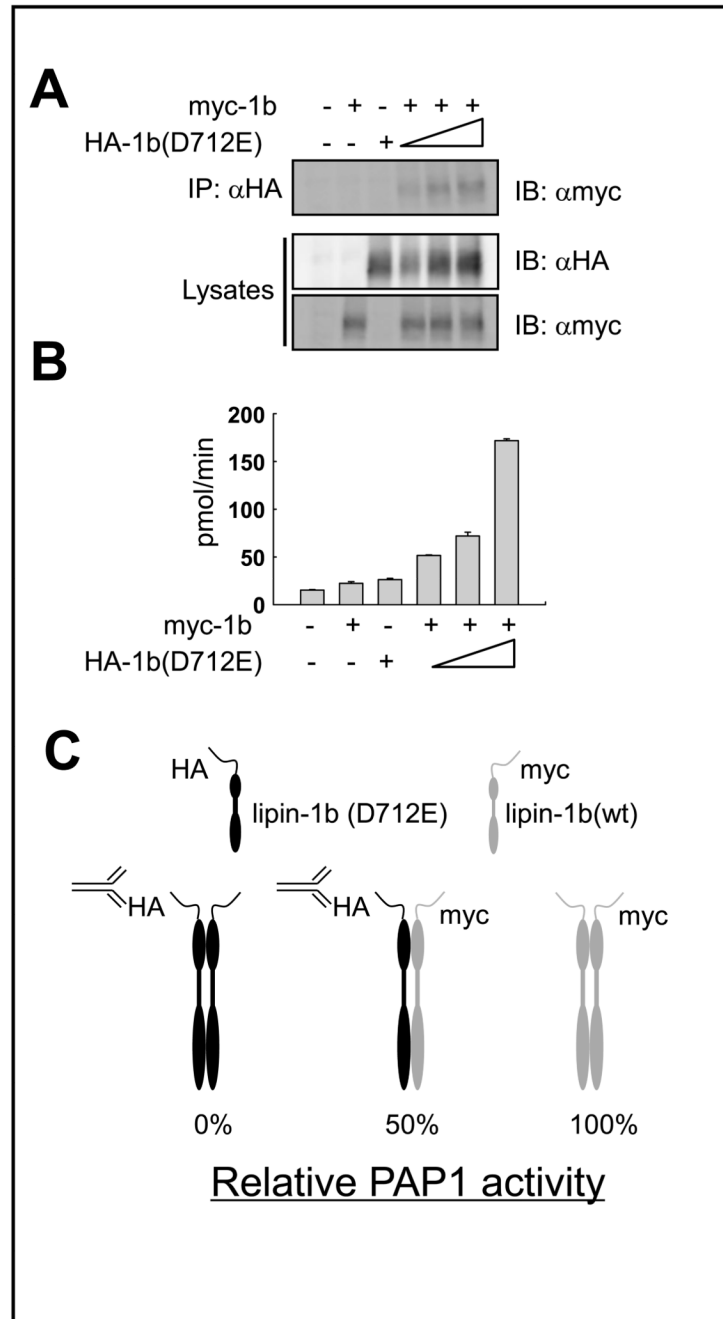 A
myc-1b - + - + + +
HA-1b(D712E) - - +
IP: αHA IB: αmyc
Lysates IB: αHA
IB: αmyc
B
pmol/min
200
150
100
50
0
myc-1b - + - + + +
HA-1b(D712E) - - +
C
HA myc
lipin-1b (D712E) lipin-1b(wt)
HA HA myc myc
0% 50% 100%
Relative PAP1 activity